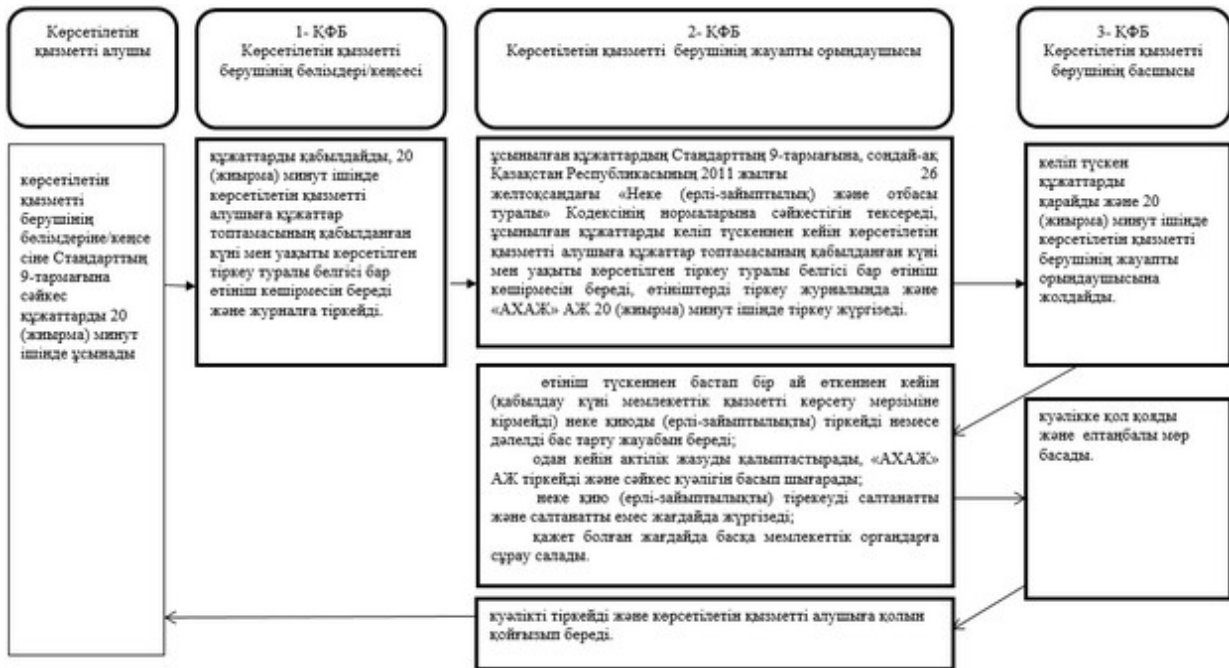 Көрсетілетін
қызметті алушы
1- ҚФБ
Көрсетілетін қызметті
берушінің бөлімдері/кеңсесі
2- ҚФБ
Көрсетілетін қызметті берушінің жауапты орындаушысы
3- ҚФБ
Көрсетілетін қызметті
берушінің басшысы
көрсетілетін
қызметті
берушінің
бөлімдеріне/кеңсе
сіне Стандарттың
9-тармағына
сәйкес
құжаттарды 20
(жиырма) минут
ішінде ұсынады
құжаттарды қабылдайды, 20
(жиырма) минут ішінде
көрсетілетін қызметті
алушыға құжаттар
топтамасының қабылданған
күні мен уақыты көрсетілген
тіркеу туралы белгісі бар
өтініш көшірмесін береді
және журналға тіркейді.
ұсынылған құжаттардың Стандарттың 9-тармағына, сондай-ақ
Қазақстан Республикасының 2011 жылғы 26
желтоқсандағы «Неке (ерлі-зайыптылық) және отбасы
туралы» Кодексінің нормаларына сәйкестігін тексереді,
ұсынылған құжаттарды келіп түскеннен кейін көрсетілетін
қызметті алушыға құжаттар топтамасының қабылданған күні
мен уақыты көрсетілген тіркеу туралы белгісі бар өтініш
көшірмесін береді, өтініштерді тіркеу журналында және
«АХАЖ» АЖ 20 (жиырма) минут ішінде тіркеу жүргізеді.
келіп түскен
құжаттарды
қарайды және 20
(жиырма) минут ішінде
көрсетілетін қызметті
берушінің жауапты
орындаушысына
жолдайды.
өтініш түскеннен бастап бір ай өткеннен кейін
(қабылдау күні мемлекеттік қызметті көрсету мерзіміне
кірмейді) неке қиюды (ерлі-зайыптылықты) тіркейді немесе
дәлелді бас тарту жауабын береді;
одан кейін актілік жазуды қалыптастырады, «АХАЖ»
АЖ тіркейді және сәйкес куәлігін басып шығарады;
неке қию (ерлі-зайыптылықты) тірекеуді салтанатты
және салтанатты емес жағдайда жүргізеді;
қажет болған жағдайда басқа мемлекеттік органдарға
сұрау салады.
куәлікке қол қояды
және елтаңбалы мөр
басады.
куәлікті тіркейді және көрсетілетін қызметті алушыға қолын
қойғызып береді.